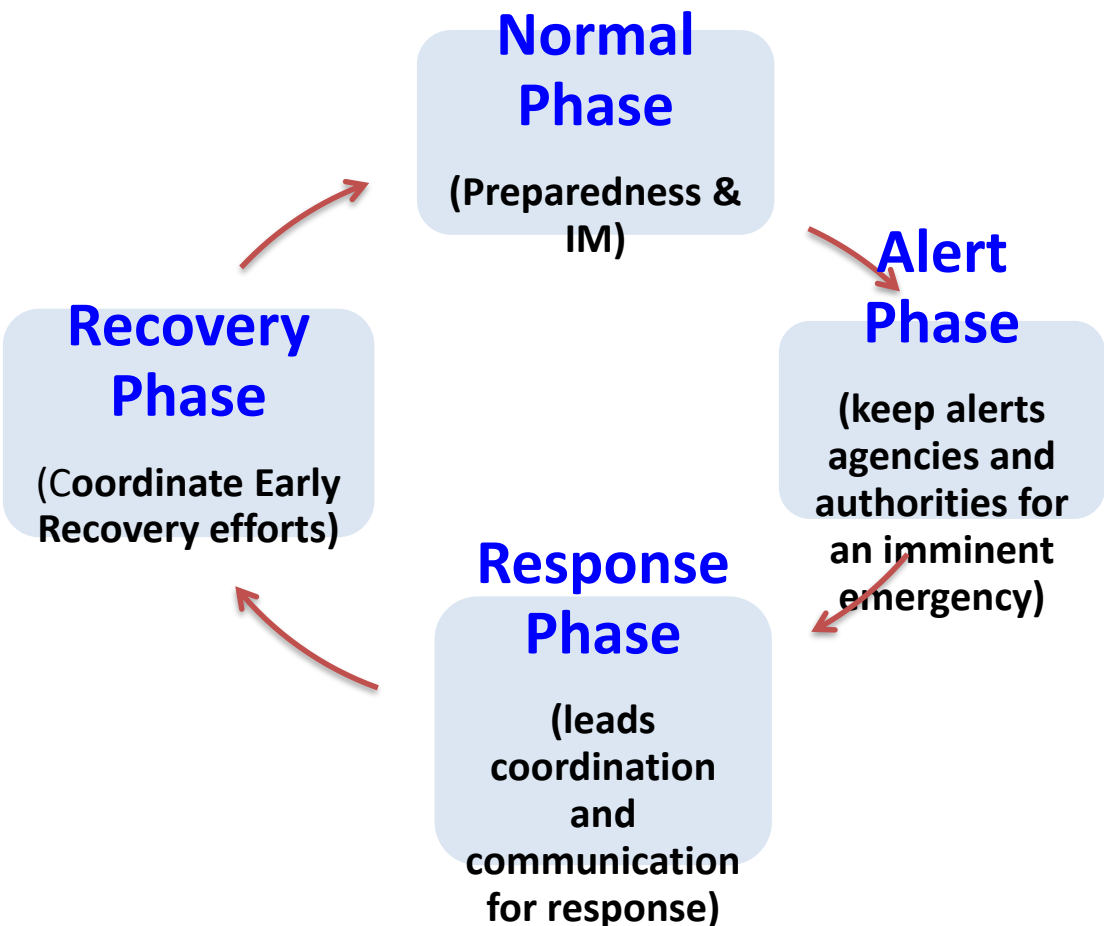 Normal
Phase
(Preparedness &
IM)
Alert
Phase
(keep alerts
agencies and
authorities for
an imminent
emergency)
Response
Phase
(leads
coordination
and
communication
for response)
Recovery
Phase
(Coordinate Early
Recovery efforts)